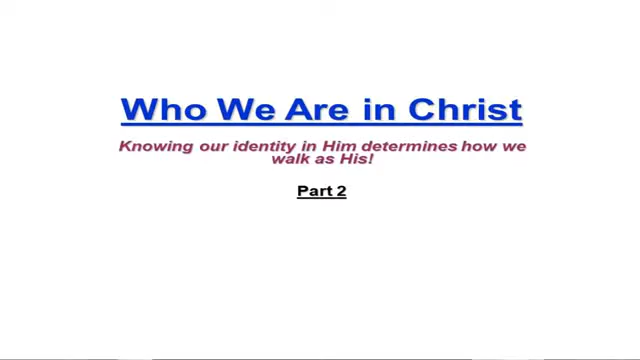 Who We Are in Christ
Knowing our identity in Him determines how we
walk as His!
Part 2